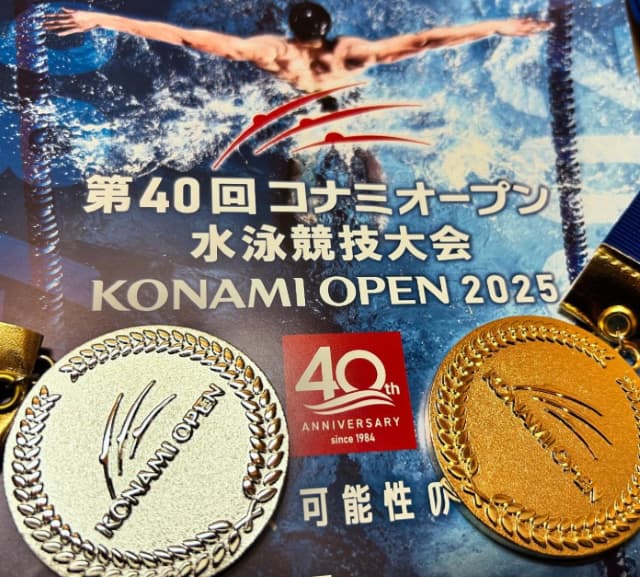 第40回 コナミオープン
水泳競技大会
KONAMI OPEN 2025
40th
ANNIVERSARY
since 1984
KONAMI OPEN
KONAMI OPEN
可能性の